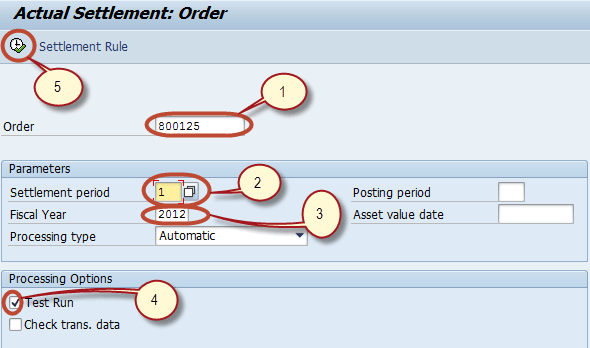 Actual Settlement: Order
Settlement Rule
5
1
Order 800125
Parameters
2
Settlement period 1 Posting period
Fiscal Year 2012 3 Asset value date
Processing type Automatic
Processing Options
Test Run 4
Check trans. data